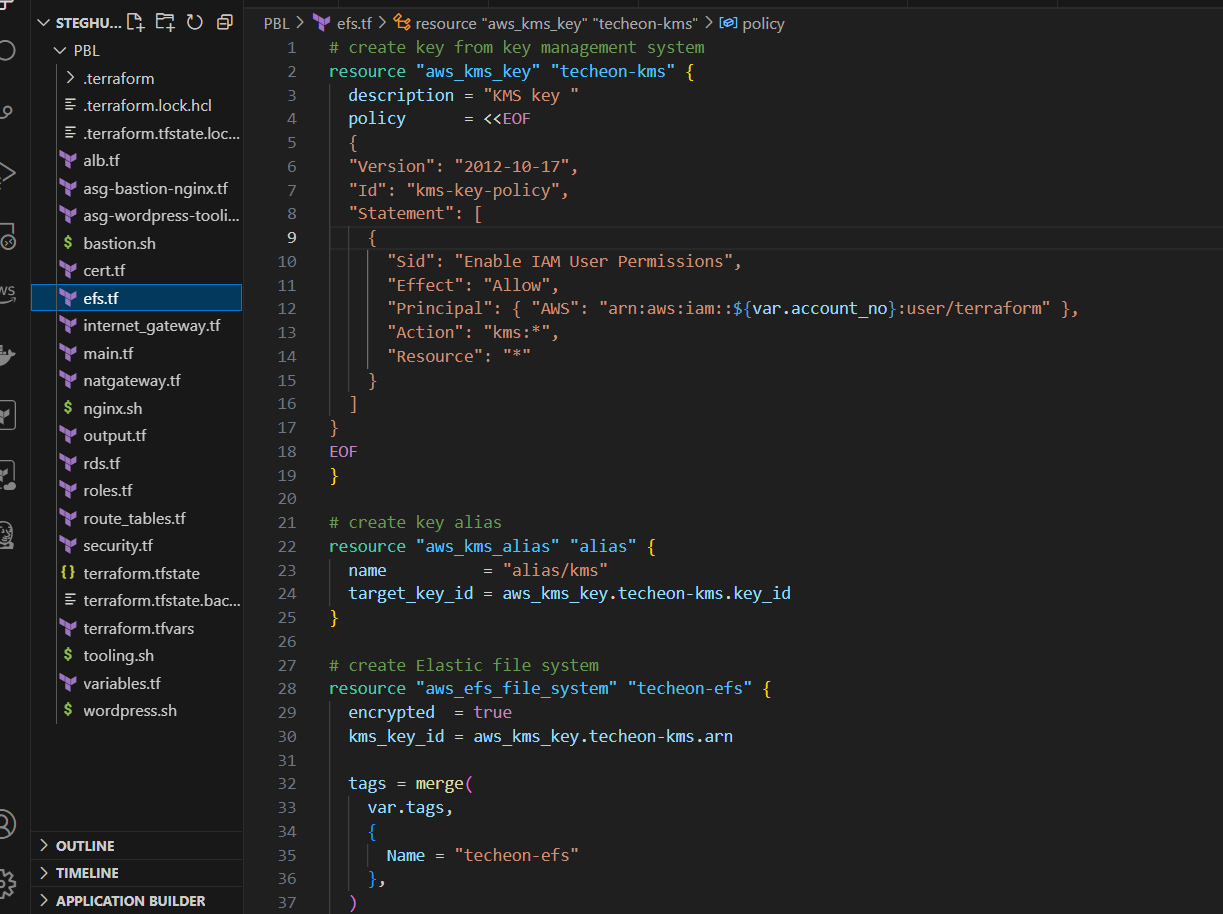 STEGHU...
PBL
.terraform
.terraform.lock.hcl
.terraform.tfstate.loc...
alb.tf
asg-bastion-nginx.tf
asg-wordpress-tooli...
bastion.sh
cert.tf
efs.tf
internet_gateway.tf
main.tf
natgateway.tf
nginx.sh
output.tf
rds.tf
roles.tf
route_tables.tf
security.tf
terraform.tfstate
terraform.tfstate.bac...
terraform.tfvars
tooling.sh
variables.tf
wordpress.sh
OUTLINE
TIMELINE
APPLICATION BUILDER
PBL > efs.tf > resource "aws_kms_key" "techeon-kms" > policy
1 # create key from key management system
2 resource "aws_kms_key" "techeon-kms" {
3   description = "KMS key "
4   policy      = <<EOF
5   {
6   "Version": "2012-10-17",
7   "Id": "kms-key-policy",
8   "Statement": [
9     {
10       "Sid": "Enable IAM User Permissions",
11       "Effect": "Allow",
12       "Principal": { "AWS": "arn:aws:iam::${var.account_no}:user/terraform" },
13       "Action": "kms:*",
14       "Resource": "*"
15     }
16   ]
17 }
18 EOF
19 }
20
21 # create key alias
22 resource "aws_kms_alias" "alias" {
23   name          = "alias/kms"
24   target_key_id = aws_kms_key.techeon-kms.key_id
25 }
26
27 # create Elastic file system
28 resource "aws_efs_file_system" "techeon-efs" {
29   encrypted  = true
30   kms_key_id = aws_kms_key.techeon-kms.arn
31
32   tags = merge(
33     var.tags,
34     {
35       Name = "techeon-efs"
36     },
37   )